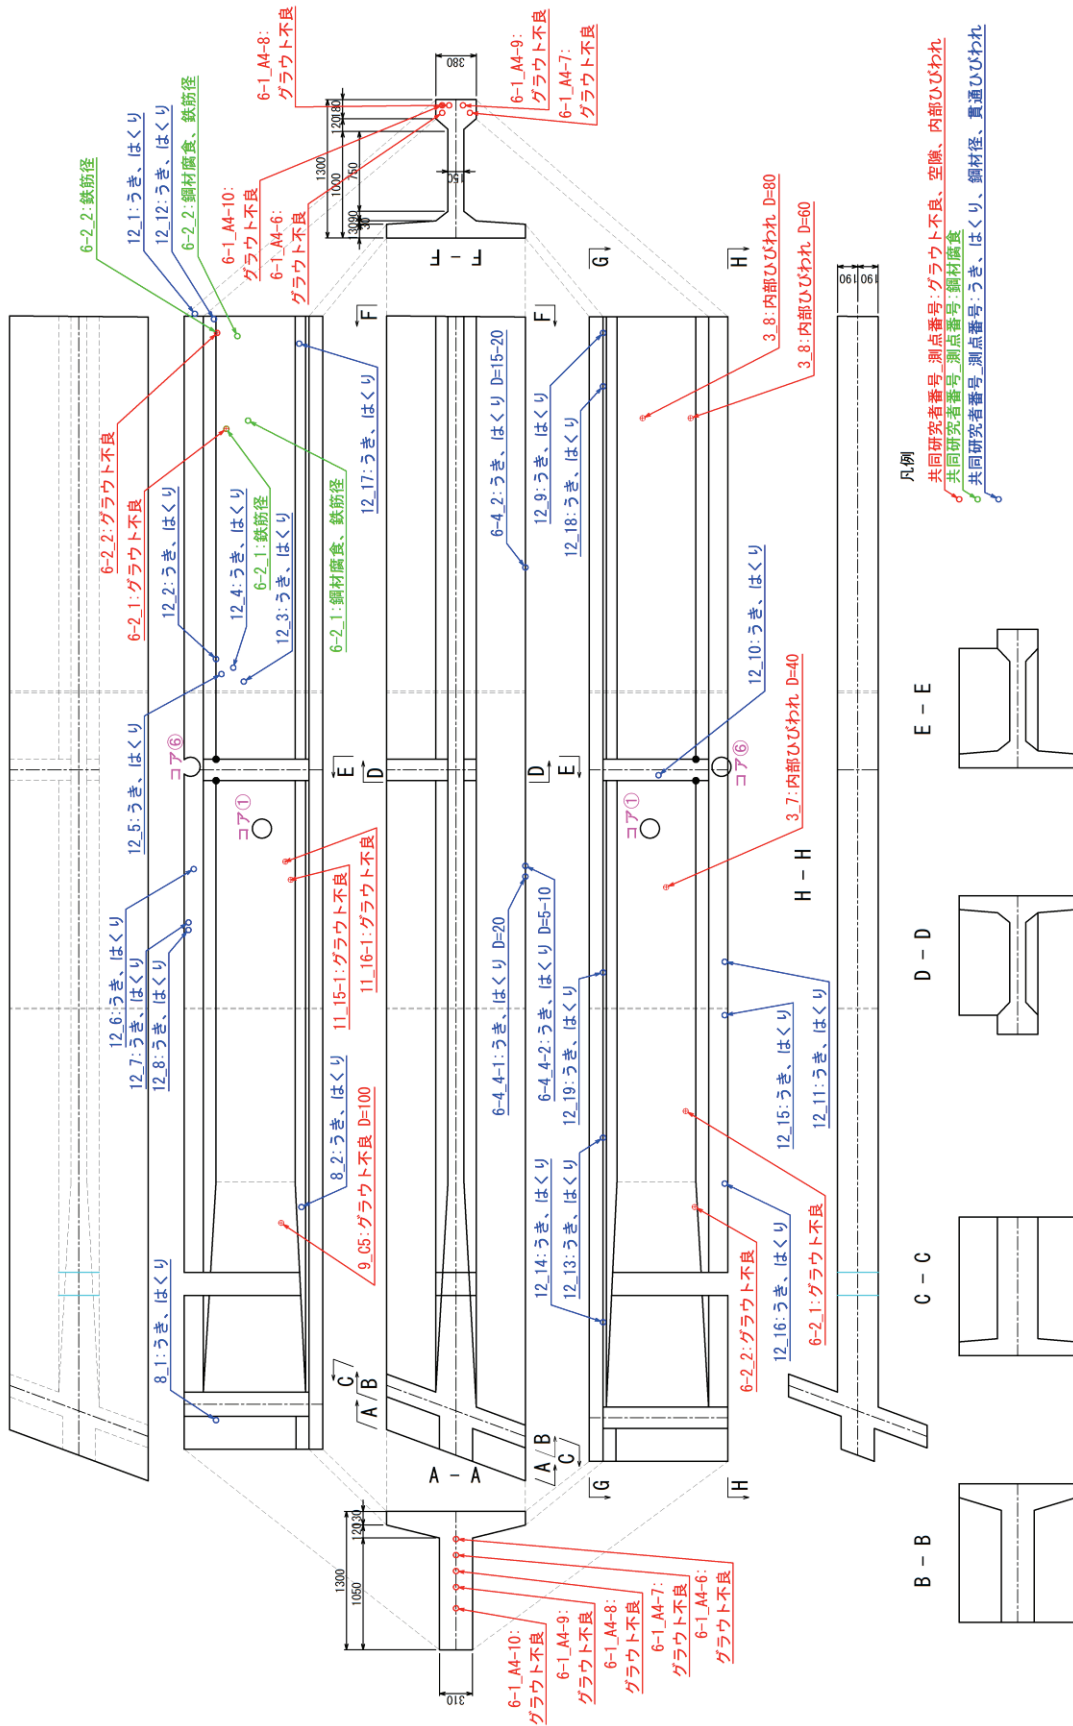 6-2_2:鉄筋径
12_1:うき、はくり
12_12:うき、はくり
6-2_2:鋼材腐食、鉄筋径
6-2_2:グラウト不良
6-2_1:グラウト不良
12_2:うき、はくり
12_4:うき、はくり
6-2_1:鉄筋径
12_3:うき、はくり
6-2_1:鋼材腐食、鉄筋径
12_5:うき、はくり
コア⑥
コア①
12_6:うき、はくり
12_7:うき、はくり
12_8:うき、はくり
11_15-1:グラウト不良
11_16-1:グラウト不良
8_2:うき、はくり
9_C5:グラウト不良 D=100
8_1:うき、はくり
12_17:うき、はくり
E
D
F
C
B
A
6-1_A4-8:
グラウト不良
6-1_A4-10:
グラウト不良
6-1_A4-6:
グラウト不良
6-1_A4-9:
グラウト不良
6-1_A4-7:
グラウト不良
1300
1000
120
180
750
3090
30
150
380
F - F
6-4_2:うき、はくり D=15-20
6-4_4-1:うき、はくり D=20
6-4_4-2:うき、はくり D=5-10
F
D
E
B
A
C
A - A
1300
1050
120
130
310
6-1_A4-10:
グラウト不良
6-1_A4-9:
グラウト不良
6-1_A4-8:
グラウト不良
6-1_A4-7:
グラウト不良
6-1_A4-6:
グラウト不良
G
H
12_9:うき、はくり
12_18:うき、はくり
12_19:うき、はくり
12_14:うき、はくり
12_13:うき、はくり
コア①
コア⑥
3_8:内部ひびわれ D=80
3_8:内部ひびわれ D=60
12_10:うき、はくり
3_7:内部ひびわれ D=40
12_15:うき、はくり
12_11:うき、はくり
12_16:うき、はくり
6-2_1:グラウト不良
6-2_2:グラウト不良
G
H
H - H
190
190
凡例
共同研究者番号_測点番号:グラウト不良、空隙、内部ひびわれ
共同研究者番号_測点番号:鋼材腐食
共同研究者番号_測点番号:うき、はくり、鋼材径、貫通ひびわれ
B - B
C - C
D - D
E - E